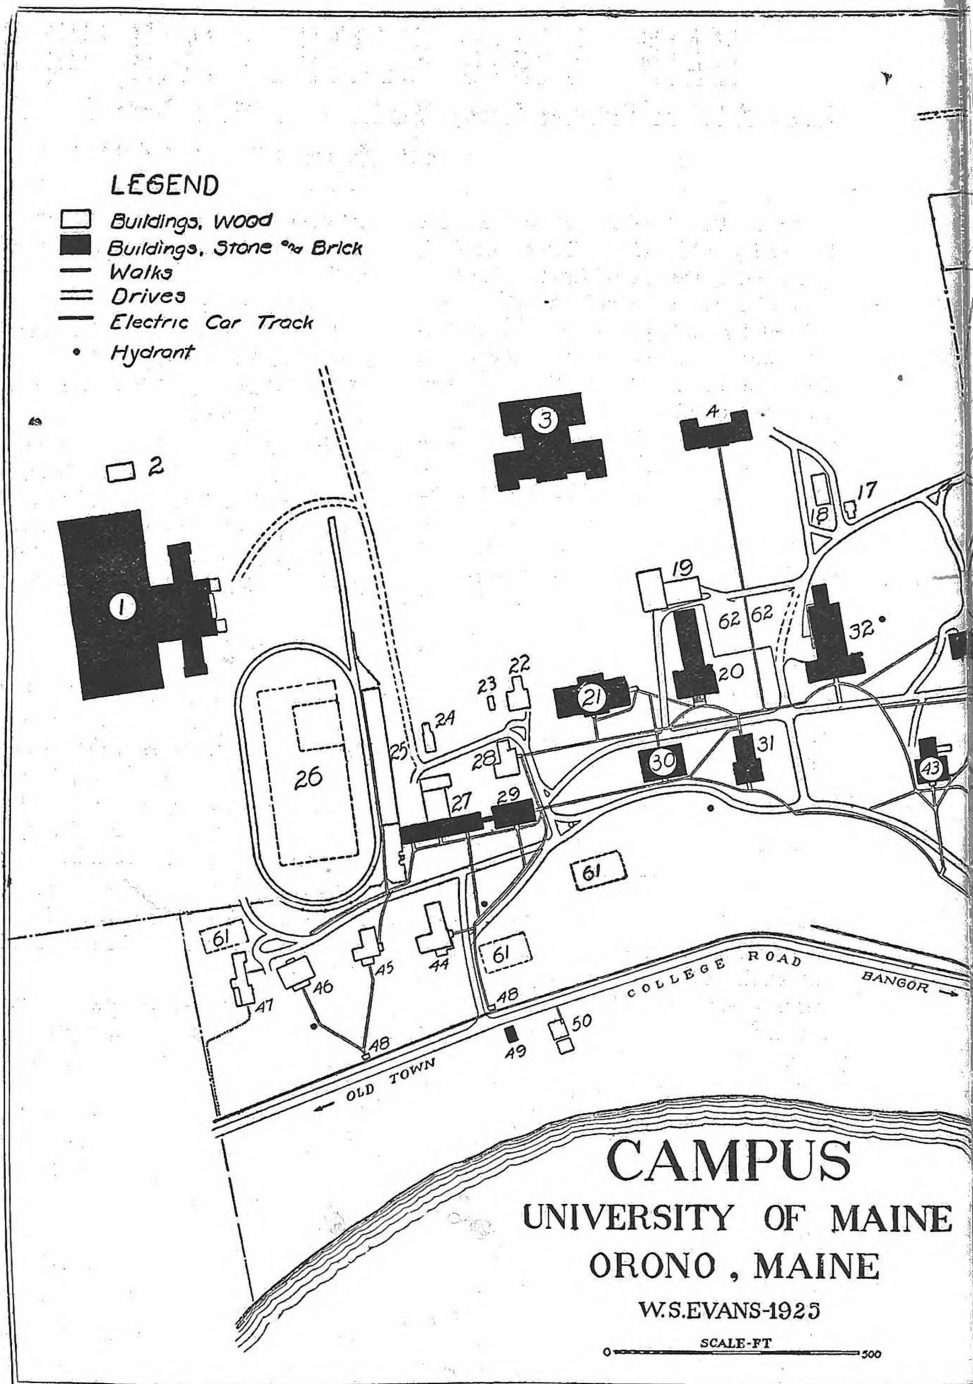 LEGEND
Buildings, Wood
Buildings, Stone and Brick
Walks
Drives
Electric Car Track
Hydrant
3
4
2
17
18
1
19
62 62
32
20
22
23
21
24
25
28
31
30
43
26
27
29
61
61
61
44
45
46
47
48
48
49
50
COLLEGE ROAD
BANGOR
OLD TOWN
CAMPUS
UNIVERSITY OF MAINE
ORONO, MAINE
W.S.EVANS-1925
SCALE-FT
0 500